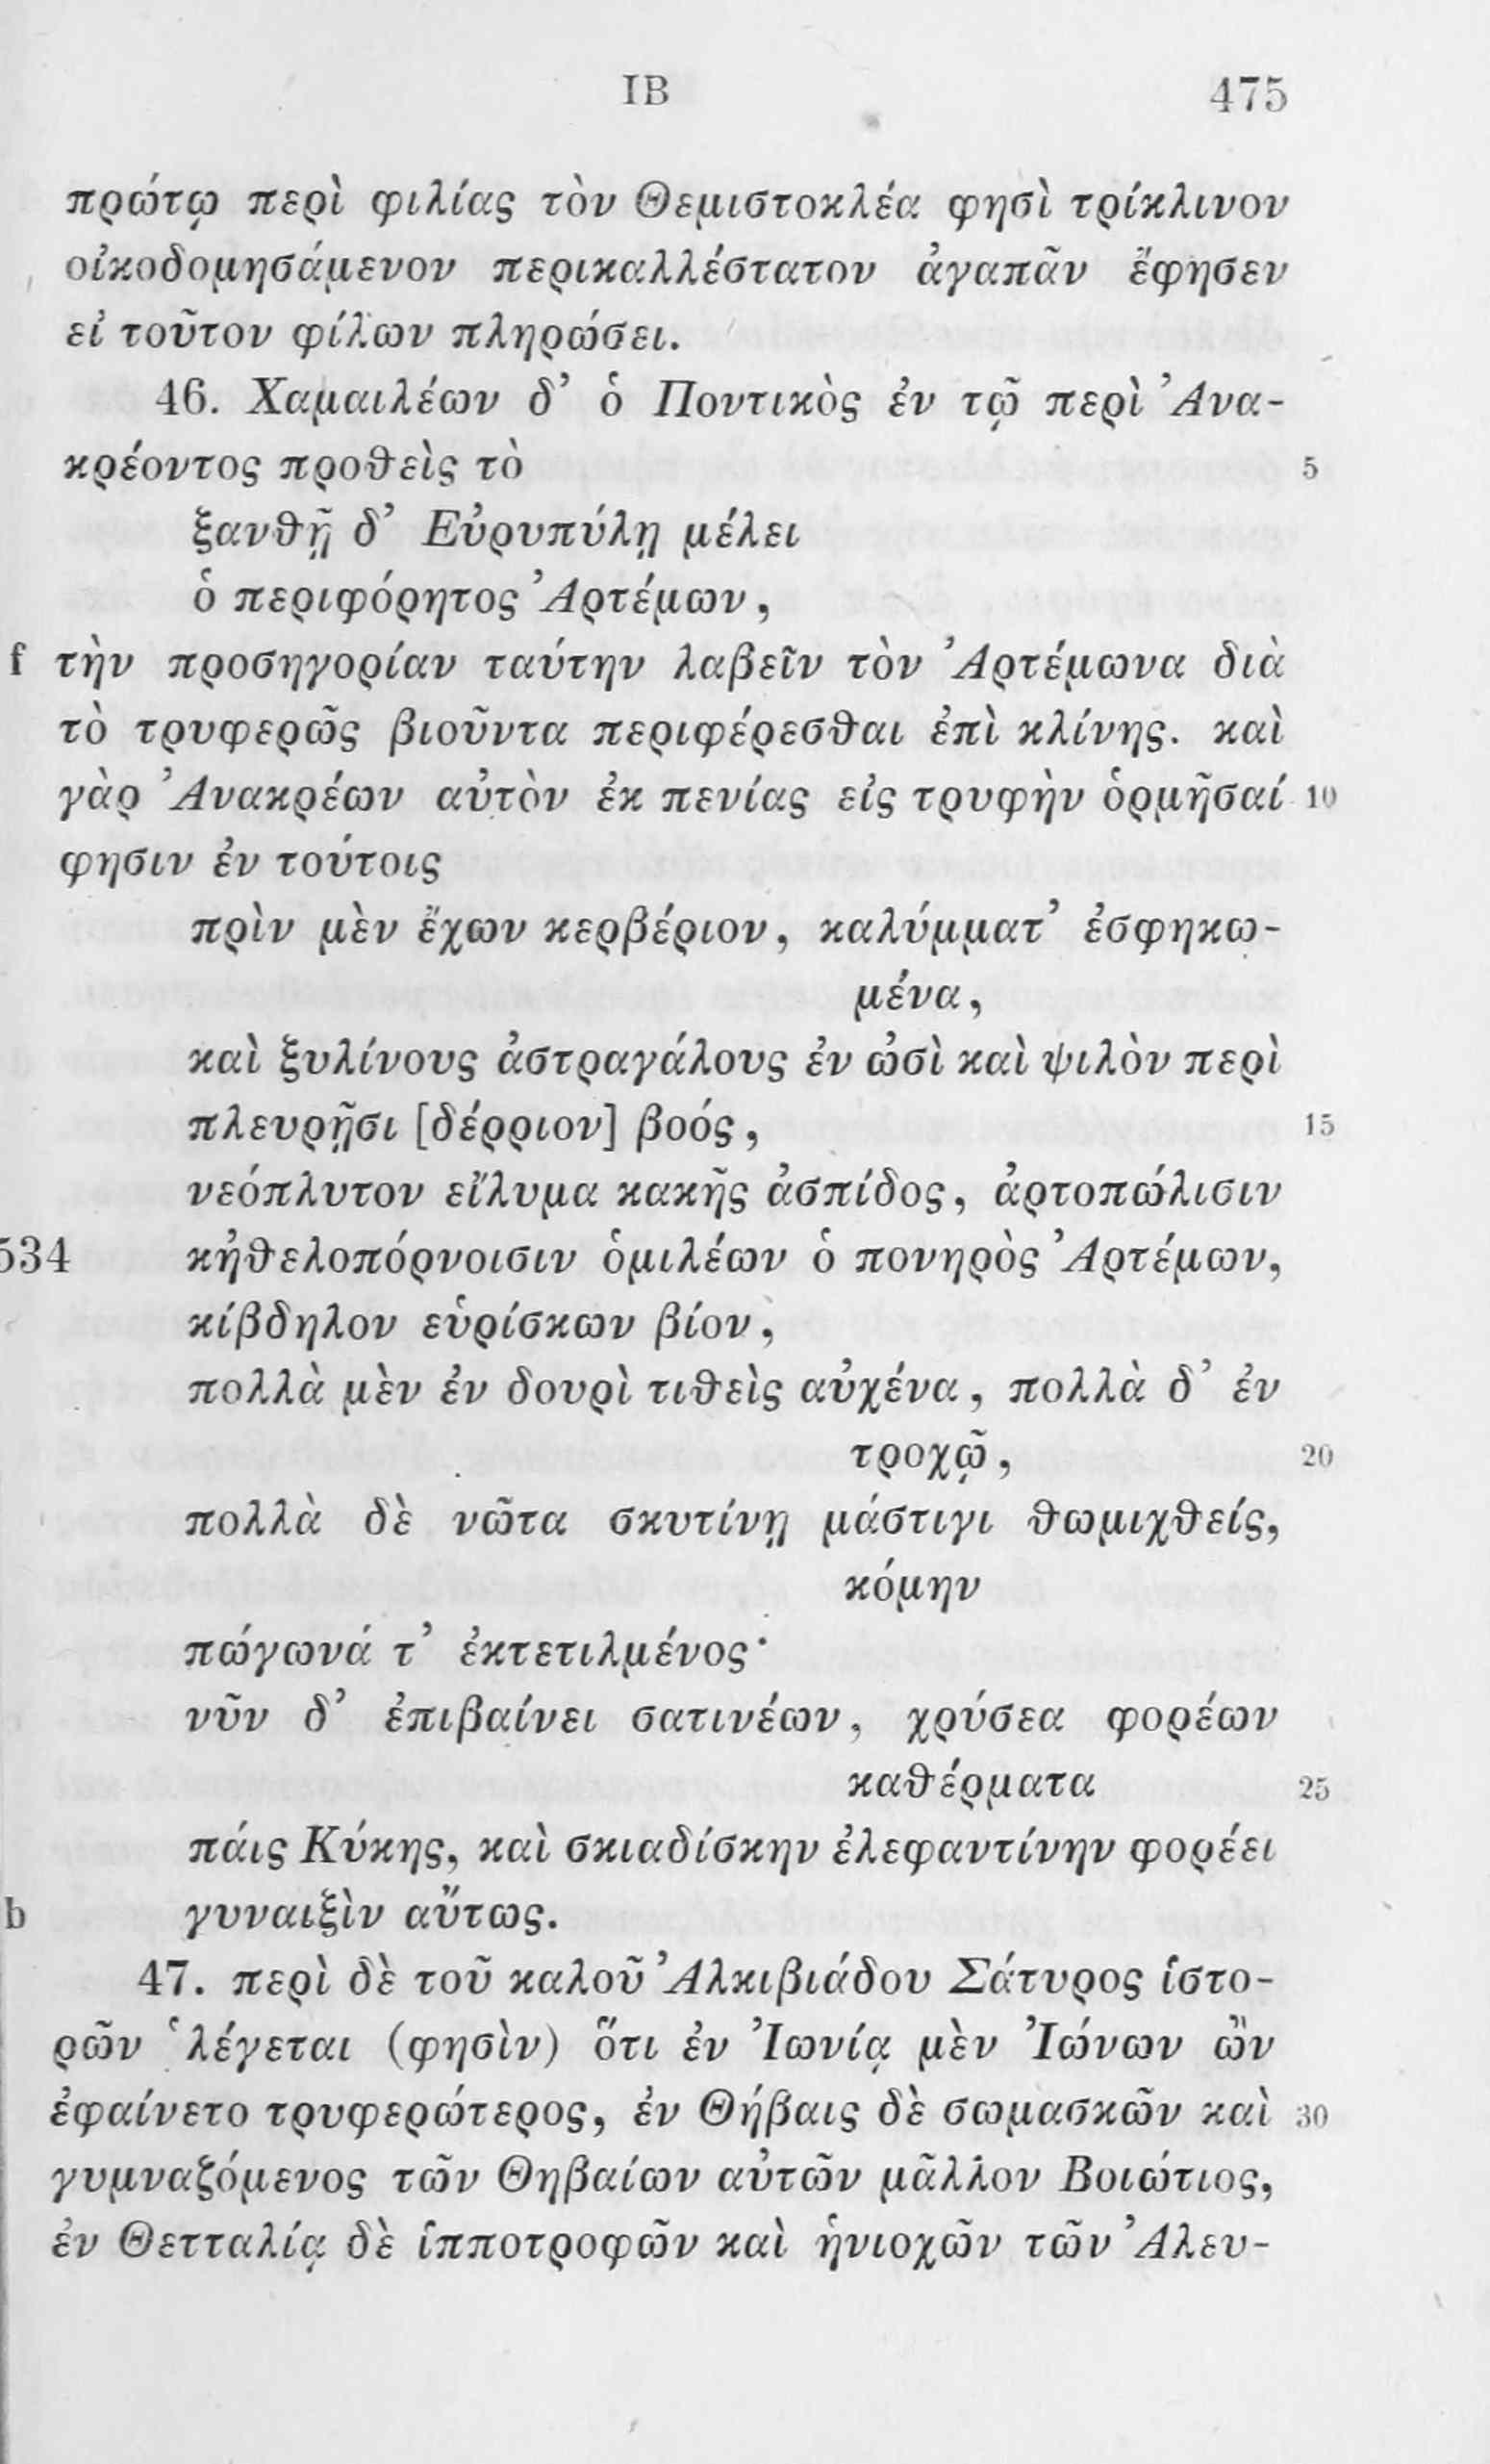 ΙΒ 475
πρώτῳ περὶ φιλίας τὸν Θεμιστοκλέα φησὶ τρίκλινον
οἰκοδομησάμενον περικαλλέστατον ἀγαπᾶν ἔφησεν
εἰ τοῦτον φίλων πληρώσει.
46. Χαμαιλέων δ’ ὁ Ποντικὸς ἐν τῷ περὶ Ἀνα-
κρέοντος προθεὶς τὸ 5
ξανθῇ δ’ Εὐρυπύλῃ μέλει
ὁ περιφόρητος Ἀρτέμων,
f τὴν προσηγορίαν ταύτην λαβεῖν τὸν Ἀρτέμωνα διὰ
τὸ τρυφερῶς βιοῦντα περιφέρεσθαι ἐπὶ κλίνης. καὶ
γὰρ Ἀνακρέων αὐτὸν ἐκ πενίας εἰς τρυφὴν ὁρμῆσαί 10
φησιν ἐν τούτοις
πρὶν μὲν ἔχων κερβέριον, καλύμματ’ ἐσφηκω-
μένα,
καὶ ξυλίνους ἀστραγάλους ἐν ὠσὶ καὶ ψιλὸν περὶ
πλευρῇσι [δέρριον] βοός, 15
νεόπλυτον εἴλυμα κακῆς ἀσπίδος, ἀρτοπώλισιν
534 κἠθελοπόρνοισιν ὁμιλέων ὁ πονηρὸς Ἀρτέμων,
κίβδηλον εὑρίσκων βίον,
πολλὰ μὲν ἐν δουρὶ τιθεὶς αὐχένα, πολλὰ δ’ ἐν
τροχῷ, 20
πολλὰ δὲ νῶτα σκυτίνῃ μάστιγι θωμιχθείς,
κόμην
πώγωνά τ’ ἐκτετιλμένος·
νῦν δ’ ἐπιβαίνει σατινέων, χρύσεα φορέων
καθέρματα 25
πάις Κύκης, καὶ σκιαδίσκην ἐλεφαντίνην φορέει
b γυναιξὶν αὔτως.
47. περὶ δὲ τοῦ καλοῦ Ἀλκιβιάδου Σάτυρος ἱστο-
ρῶν ‘λέγεται (φησὶν) ὅτι ἐν Ἰωνίᾳ μὲν Ἰώνων ὢν
ἐφαίνετο τρυφερώτερος, ἐν Θήβαις δὲ σωμασκῶν καὶ 30
γυμναζόμενος τῶν Θηβαίων αὐτῶν μᾶλλον Βοιώτιος,
ἐν Θετταλίᾳ δὲ ἱπποτροφῶν καὶ ἡνιοχῶν τῶν Ἀλευ-